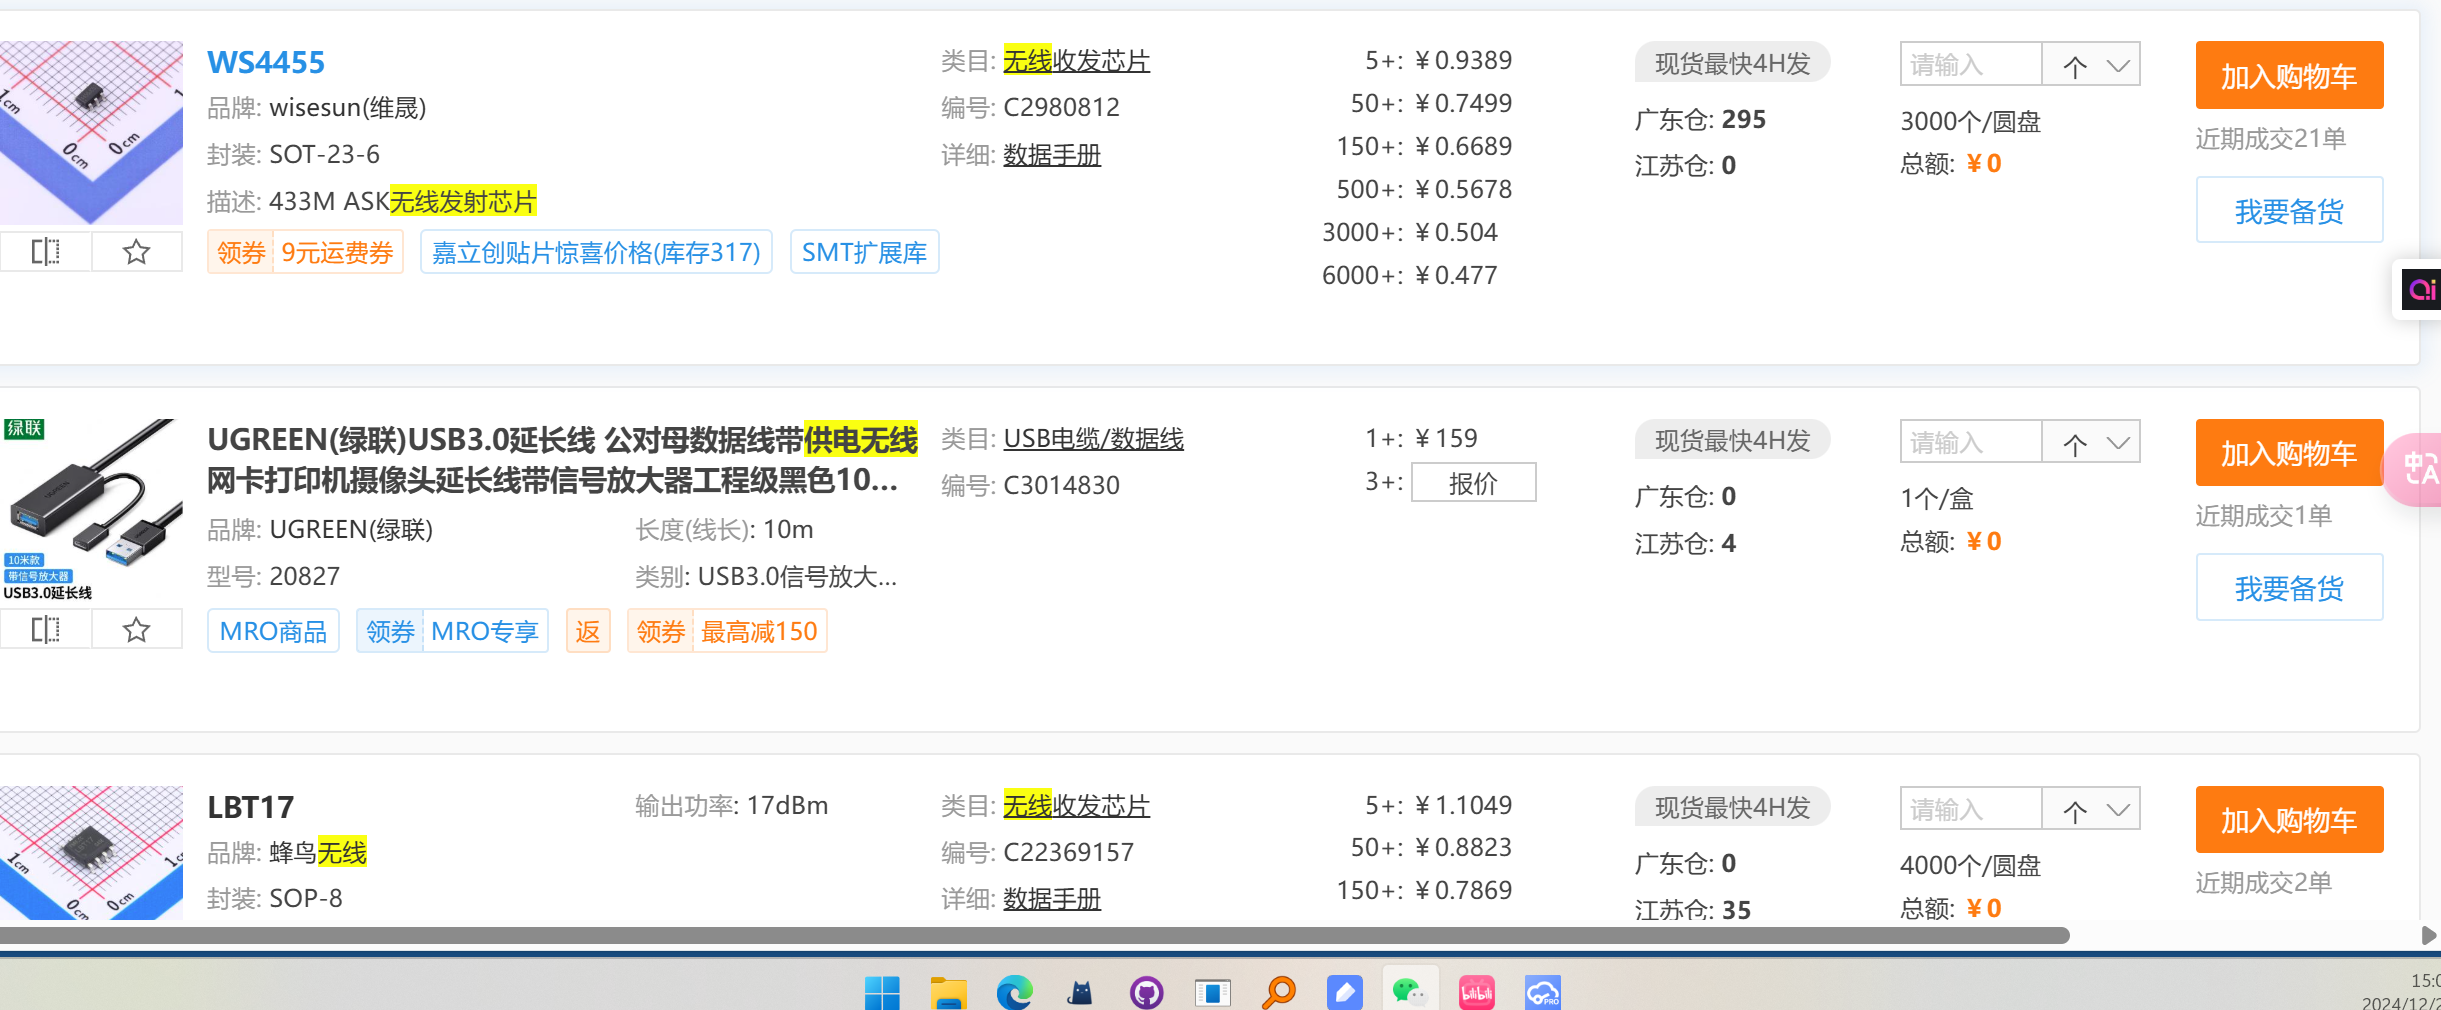 WS4455
品牌: wisesun(维晟)
封装: SOT-23-6
描述: 433M ASK无线发射芯片
领券 9元运费券 嘉立创贴片惊喜价格(库存317) SMT扩展库
类目: 无线收发芯片
编号: C2980812
详细: 数据手册
5+: ¥0.9389
50+: ¥0.7499
150+: ¥0.6689
500+: ¥0.5678
3000+: ¥0.504
6000+: ¥0.477
现货最快4H发
广东仓: 295
江苏仓: 0
请输入 个
3000个/圆盘
总额: ¥0
加入购物车
近期成交21单
我要备货
1cm
0cm 0cm
绿联
10米款
带信号放大器
USB3.0延长线
UGREEN(绿联)USB3.0延长线 公对母数据线带供电无线
网卡打印机摄像头延长线带信号放大器工程级黑色10...
品牌: UGREEN(绿联) 长度(线长): 10m
型号: 20827 类别: USB3.0信号放大...
MRO商品 领券 MRO专享 返 领券 最高减150
类目: USB电缆/数据线
编号: C3014830
1+: ¥159
3+: 报价
现货最快4H发
广东仓: 0
江苏仓: 4
请输入 个
1个/盒
总额: ¥0
加入购物车
近期成交1单
我要备货
中A
LBT17 输出功率: 17dBm
品牌: 蜂鸟无线
封装: SOP-8
类目: 无线收发芯片
编号: C22369157
详细: 数据手册
5+: ¥1.1049
50+: ¥0.8823
150+: ¥0.7869
现货最快4H发
广东仓: 0
江苏仓: 35
请输入 个
4000个/圆盘
总额: ¥0
加入购物车
近期成交2单
1cm
0cm 0cm
bilibili
PRO